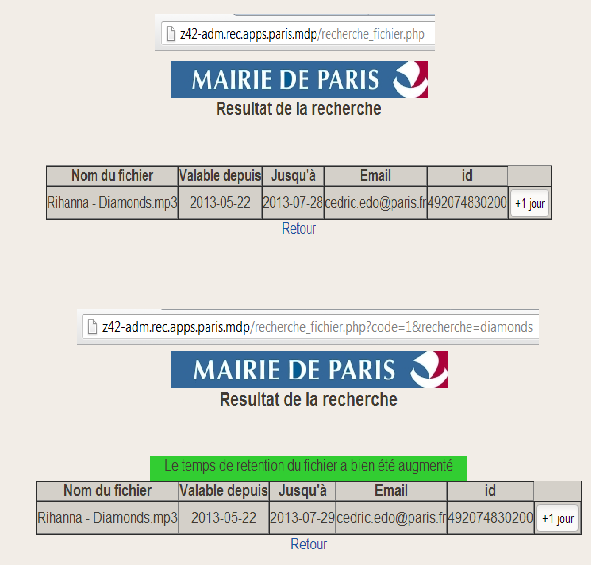 z42-adm.rec.apps.paris.mdp/recherche_fichier.php
MAIRIE DE PARIS
Resultat de la recherche
Nom du fichier Valable depuis Jusqu'à Email id
Rihanna - Diamonds.mp3 2013-05-22 2013-07-28 cedric.edo@paris.fr 492074830200 +1 jour
Retour
z42-adm.rec.apps.paris.mdp/recherche_fichier.php?code=1&recherche=diamonds
MAIRIE DE PARIS
Resultat de la recherche
Le temps de retention du fichier a bien été augmenté
Nom du fichier Valable depuis Jusqu'à Email id
Rihanna - Diamonds.mp3 2013-05-22 2013-07-29 cedric.edo@paris.fr 492074830200 +1 jour
Retour